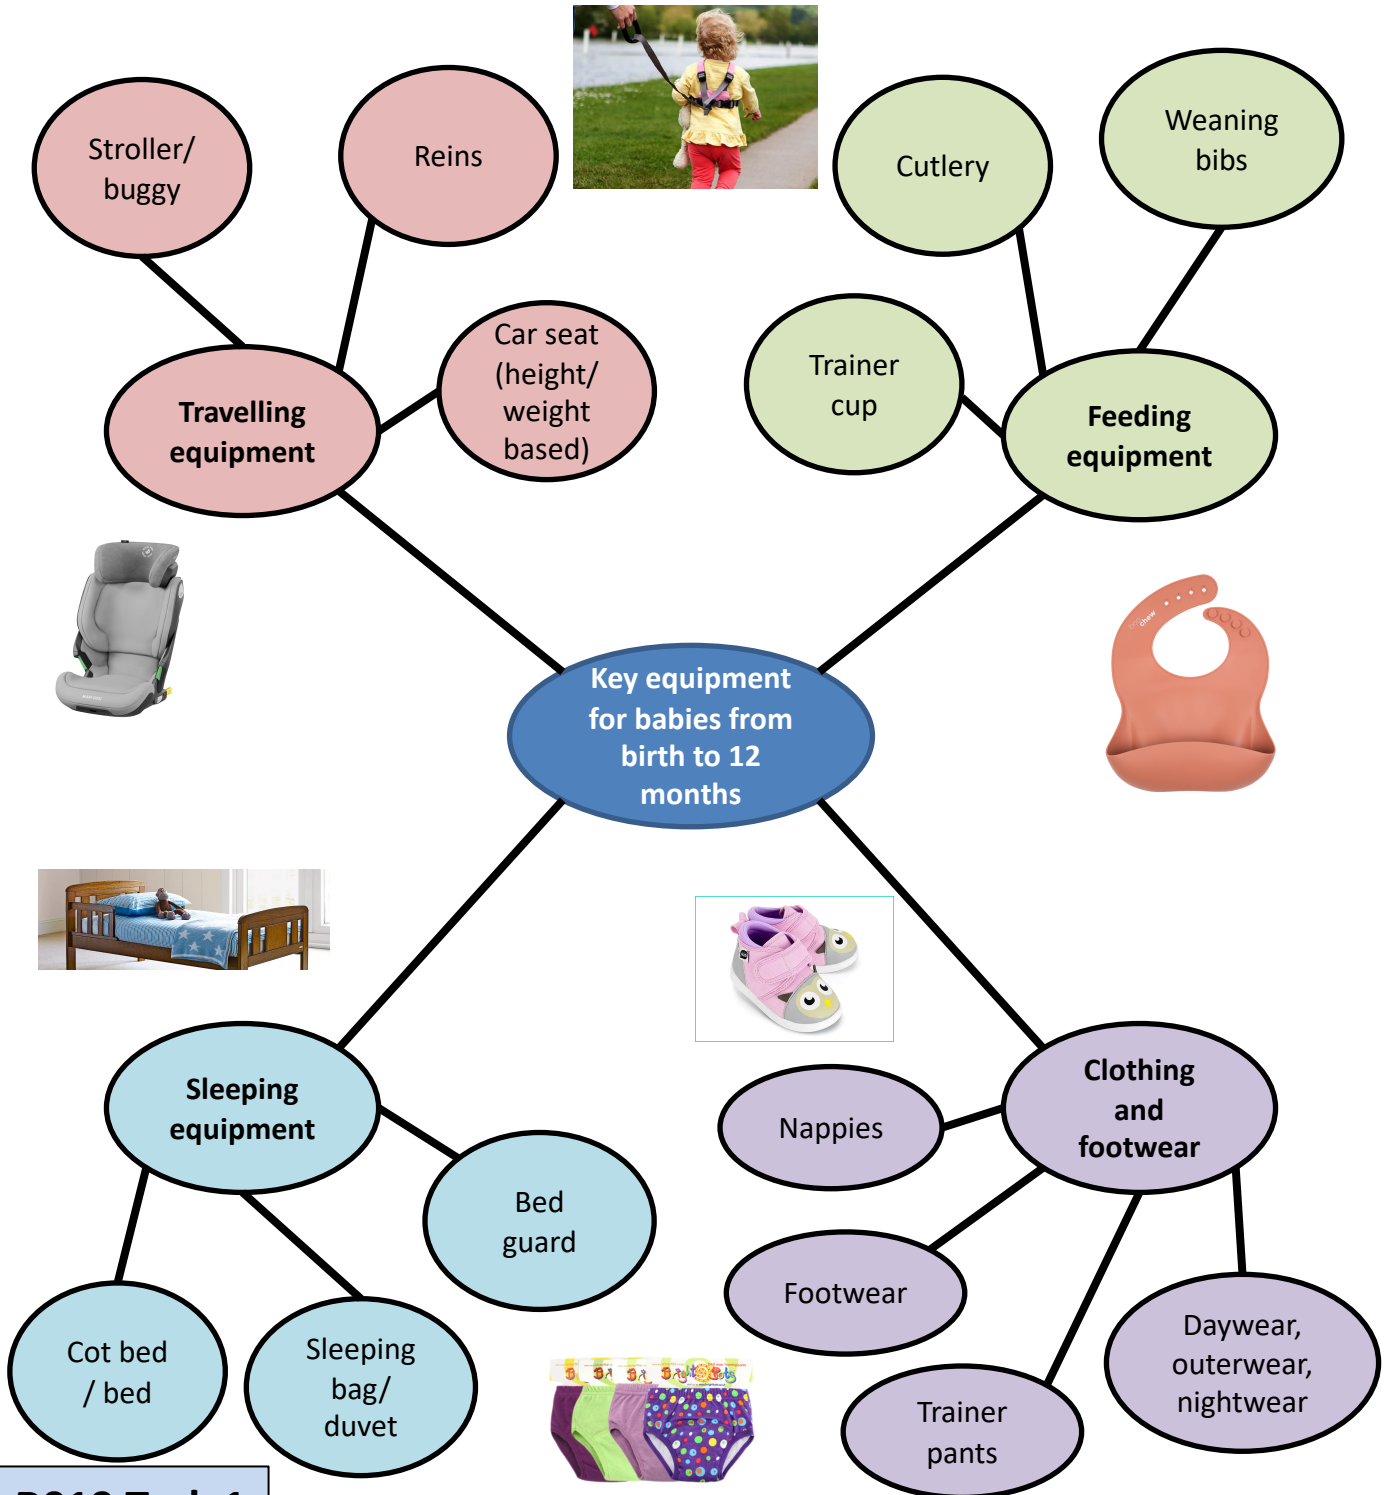 Stroller/
buggy
Reins
Cutlery
Weaning
bibs
Car seat
(height/
weight
based)
Trainer
cup
Travelling
equipment
Feeding
equipment
chew
Key equipment
for babies from
birth to 12
months
Sleeping
equipment
Clothing
and
footwear
Nappies
Bed
guard
Footwear
Cot bed
/ bed
Sleeping
bag/
duvet
Daywear,
outerwear,
nightwear
Trainer
pants